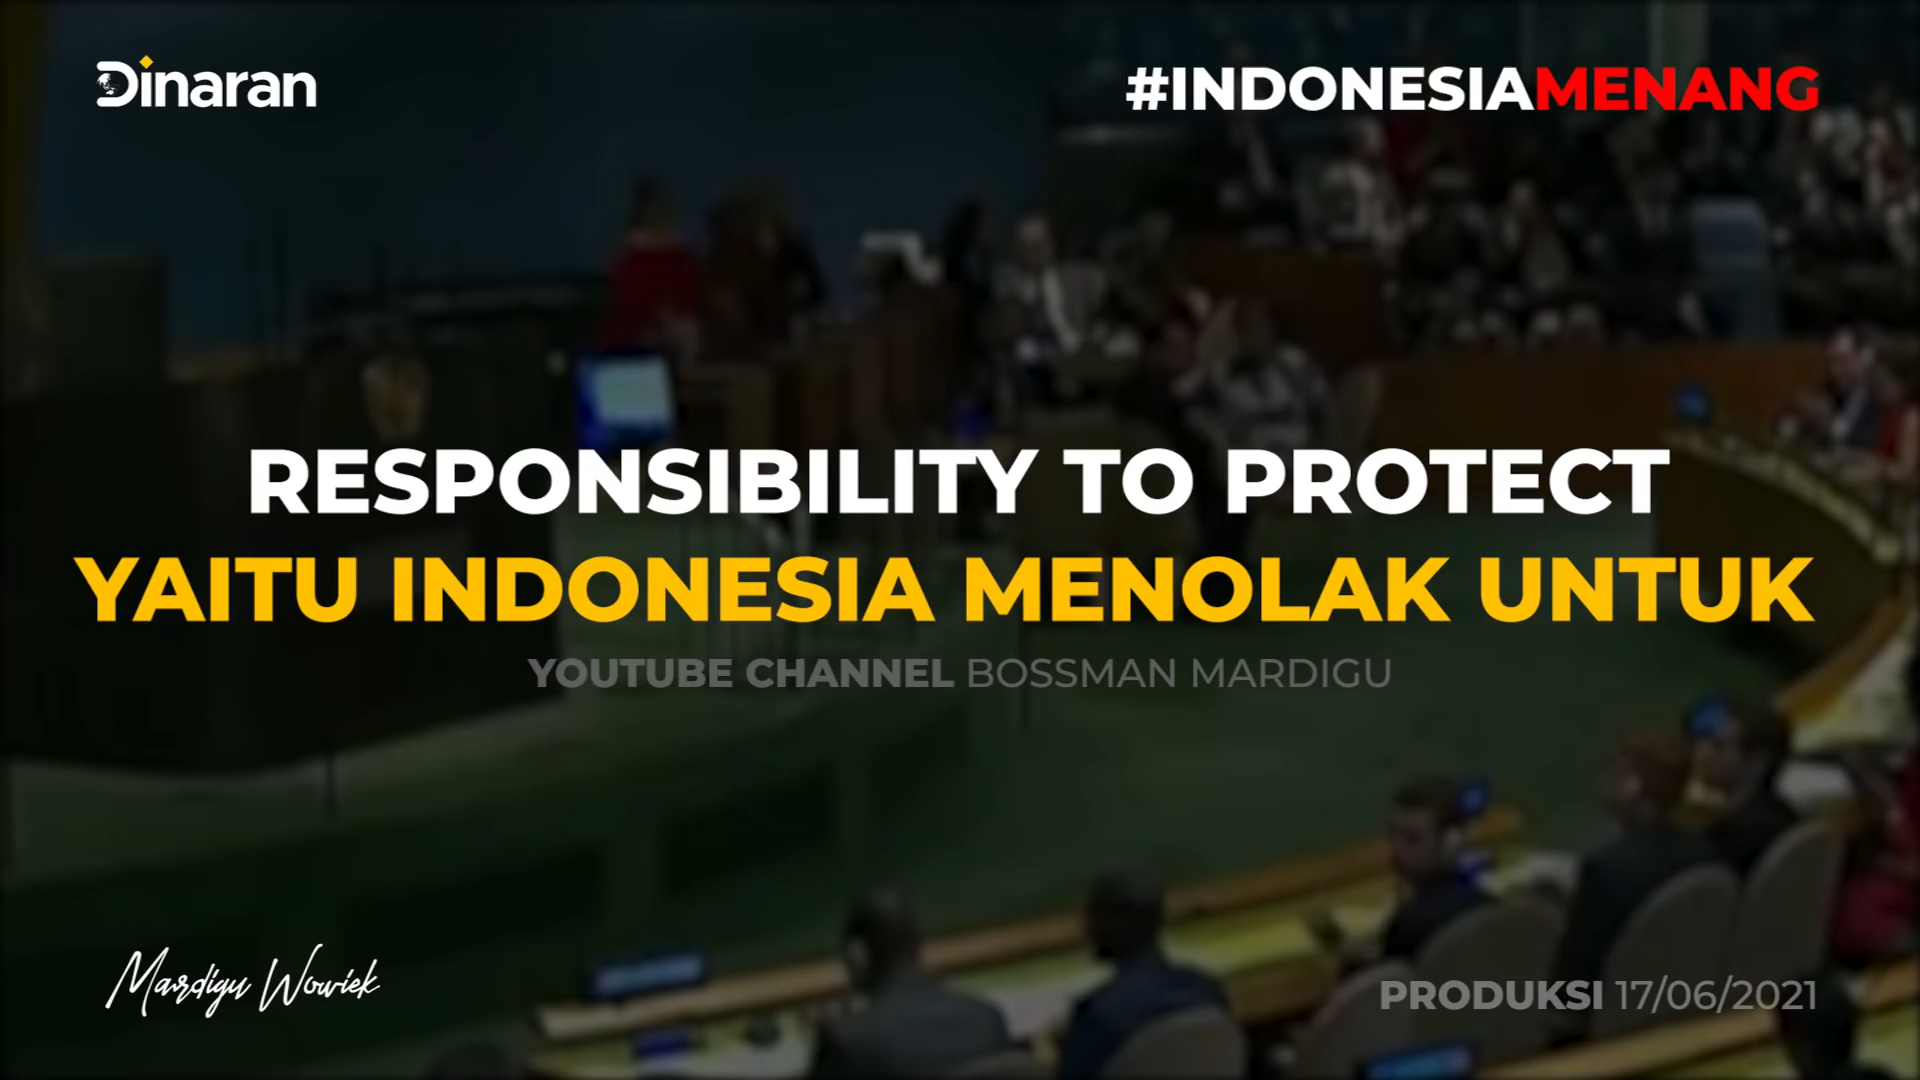 Dinaran
#INDONESIAMENANG
RESPONSIBILITY TO PROTECT
YAITU INDONESIA MENOLAK UNTUK
YOUTUBE CHANNEL BOSSMAN MARDIGU
Mardigu Wowiek
PRODUKSI 17/06/2021